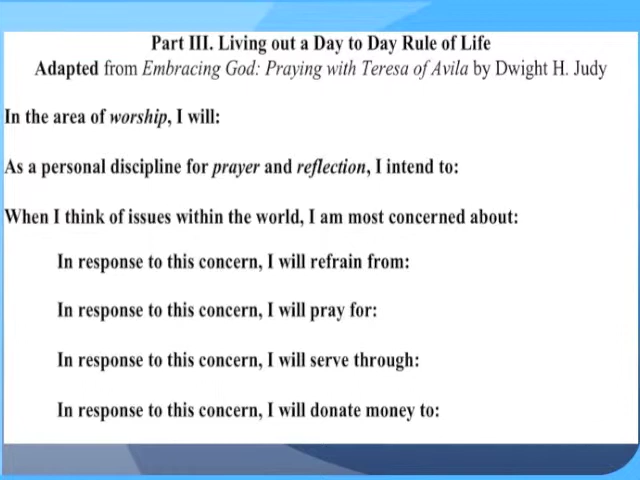 Part III. Living out a Day to Day Rule of Life
Adapted from Embracing God: Praying with Teresa of Avila by Dwight H. Judy
In the area of worship, I will:
As a personal discipline for prayer and reflection, I intend to:
When I think of issues within the world, I am most concerned about:
In response to this concern, I will refrain from:
In response to this concern, I will pray for:
In response to this concern, I will serve through:
In response to this concern, I will donate money to: